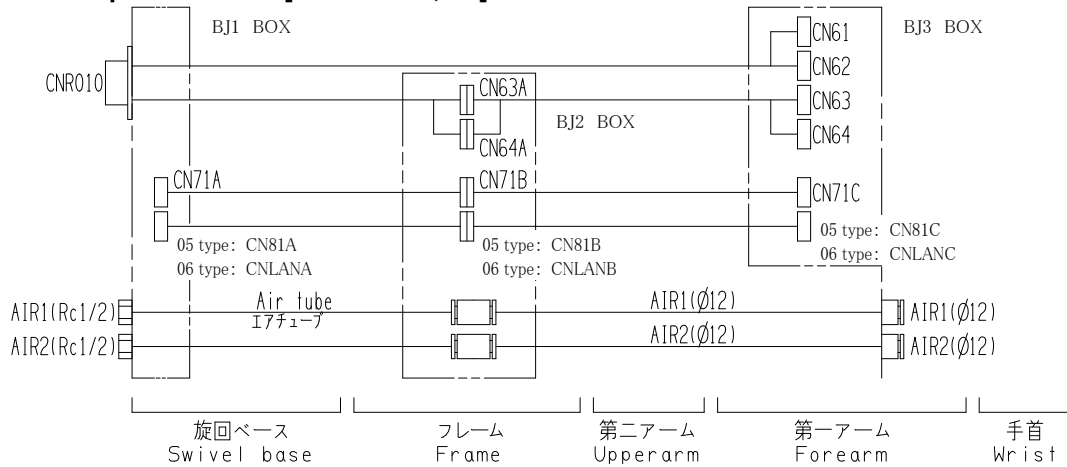 BJ1 BOX
BJ3 BOX
CN61
CN62
CNR010
CN63A
CN63
BJ2 BOX
CN64A
CN64
CN71A
CN71B
CN71C
05 type: CN81A
06 type: CNLANA
05 type: CN81B
06 type: CNLANB
05 type: CN81C
06 type: CNLANC
AIR1(Rc1/2)
Air tube
エアチューブ
AIR1(Ø12)
AIR1(Ø12)
AIR2(Rc1/2)
AIR2(Ø12)
AIR2(Ø12)
旋回ベース
Swivel base
フレーム
Frame
第二アーム
Upperarm
第一アーム
Forearm
手首
Wrist